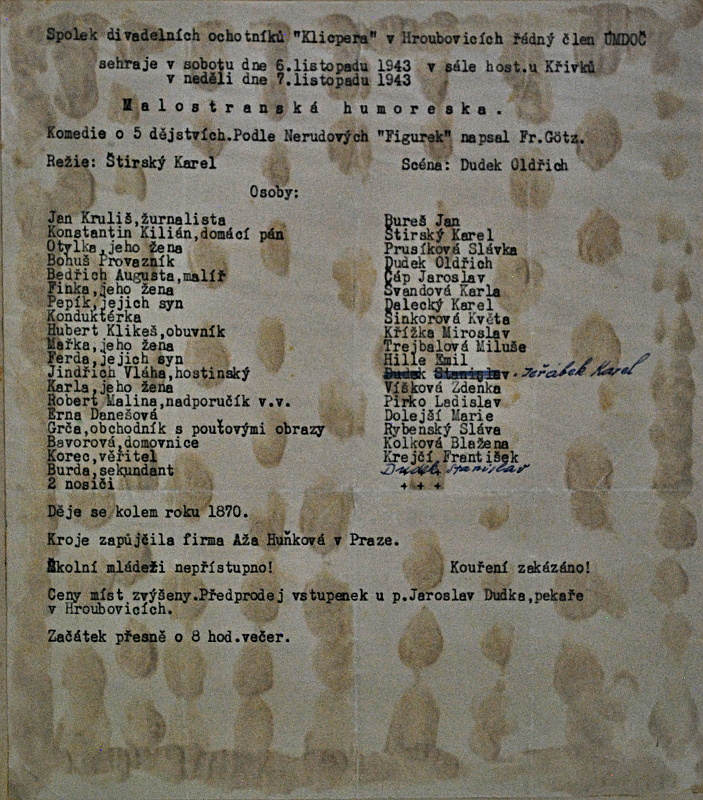 Spolek divadelních ochotníků "Klicpera" v Hroubovicích řádný člen ÚMDOČ
sehraje v sobotu dne 6.listopadu 1943 v sále host.u Křivků
v neděli dne 7.listopadu 1943
Malostranská humoreska.
Komedie o 5 dějstvích.Podle Nerudových "Figurek" napsal Fr.Götz.
Režie: Štirský Karel Scéna: Dudek Oldřich
Osoby:
Jan Kruliš,žurnalista Bureš Jan
Konstantin Kilián,domácí pán Štirský Karel
Otylka,jeho žena Prusíková Slávka
Bohuš Provazník Dudek Oldřich
Bedřich Augusta,malíř Čáp Jaroslav
Finka,jeho žena Švandová Karla
Pepík,jejich syn Dalecký Karel
Konduktérka Šinkorová Květa
Hubert Klikeš,obuvník Křížka Miroslav
Mařka,jeho žena Trejbalová Miluše
Ferda,jejich syn Hille Emil
Jindřich Vláha,hostinský Dudek Stanislav. Jeřábek Karel
Karla,jeho žena Víšková Zdenka
Robert Malina,nadporučík v.v. Pirko Ladislav
Erna Danešová Dolejší Marie
Grča,obchodník s pouťovými obrazy Rybenský Sláva
Bavorová,domovnice Kolková Blažena
Korec,věřitel Krejčí František
Burda,sekundant Dudek Stanislav
2 nosiči + + +
Děje se kolem roku 1870.
Kroje zapůjčila firma Aža Huňková v Praze.
Školní mládeži nepřístupno! Kouření zakázáno!
Ceny míst zvýšeny.Předprodej vstupenek u p.Jaroslav Dudka,pekaře
v Hroubovicích.
Začátek přesně o 8 hod.večer.